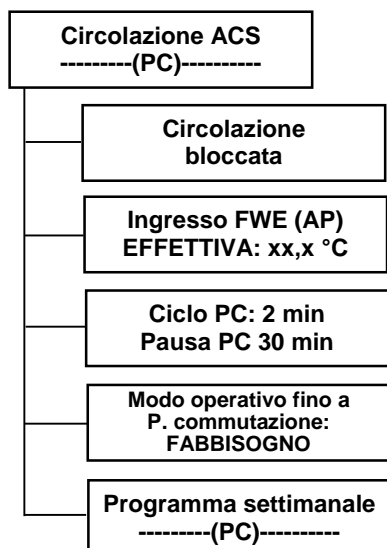 Circolazione ACS
---------(PC)----------
Circolazione
bloccata
Ingresso FWE (AP)
EFFETTIVA: xx,x °C
Ciclo PC: 2 min
Pausa PC 30 min
Modo operativo fino a
P. commutazione:
FABBISOGNO
Programma settimanale
---------(PC)----------